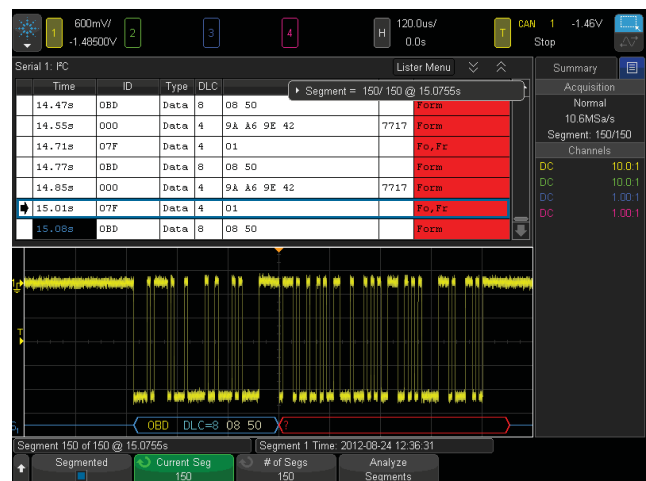 1 600mV/ -1.48500V 2 3 4 H 120.0us/ 0.0s T CAN 1 -1.46V Stop
Serial 1: I²C Lister Menu
Time ID Type DLC
Segment = 150/ 150 @ 15.0755s
14.47s 0BD Data 8 08 50 Form
14.55s 000 Data 4 9A A6 9E 42 7717 Form
14.71s 07F Data 4 01 Fo,Fr
14.77s 0BD Data 8 08 50 Form
14.85s 000 Data 4 9A A6 9E 42 7717 Form
15.01s 07F Data 4 01 Fo,Fr
15.08s 0BD Data 8 08 50 Form
Summary
Acquisition
Normal
10.6MSa/s
Segment: 150/150
Channels
DC 10.0:1
DC 10.0:1
DC 1.00:1
DC 1.00:1
1
T
S1 0BD DLC=8 08 50 ?
Segment 150 of 150 @ 15.0755s Segment 1 Time: 2012-08-24 12:36:31
Segmented
Current Seg
150
# of Segs
150
Analyze
Segments